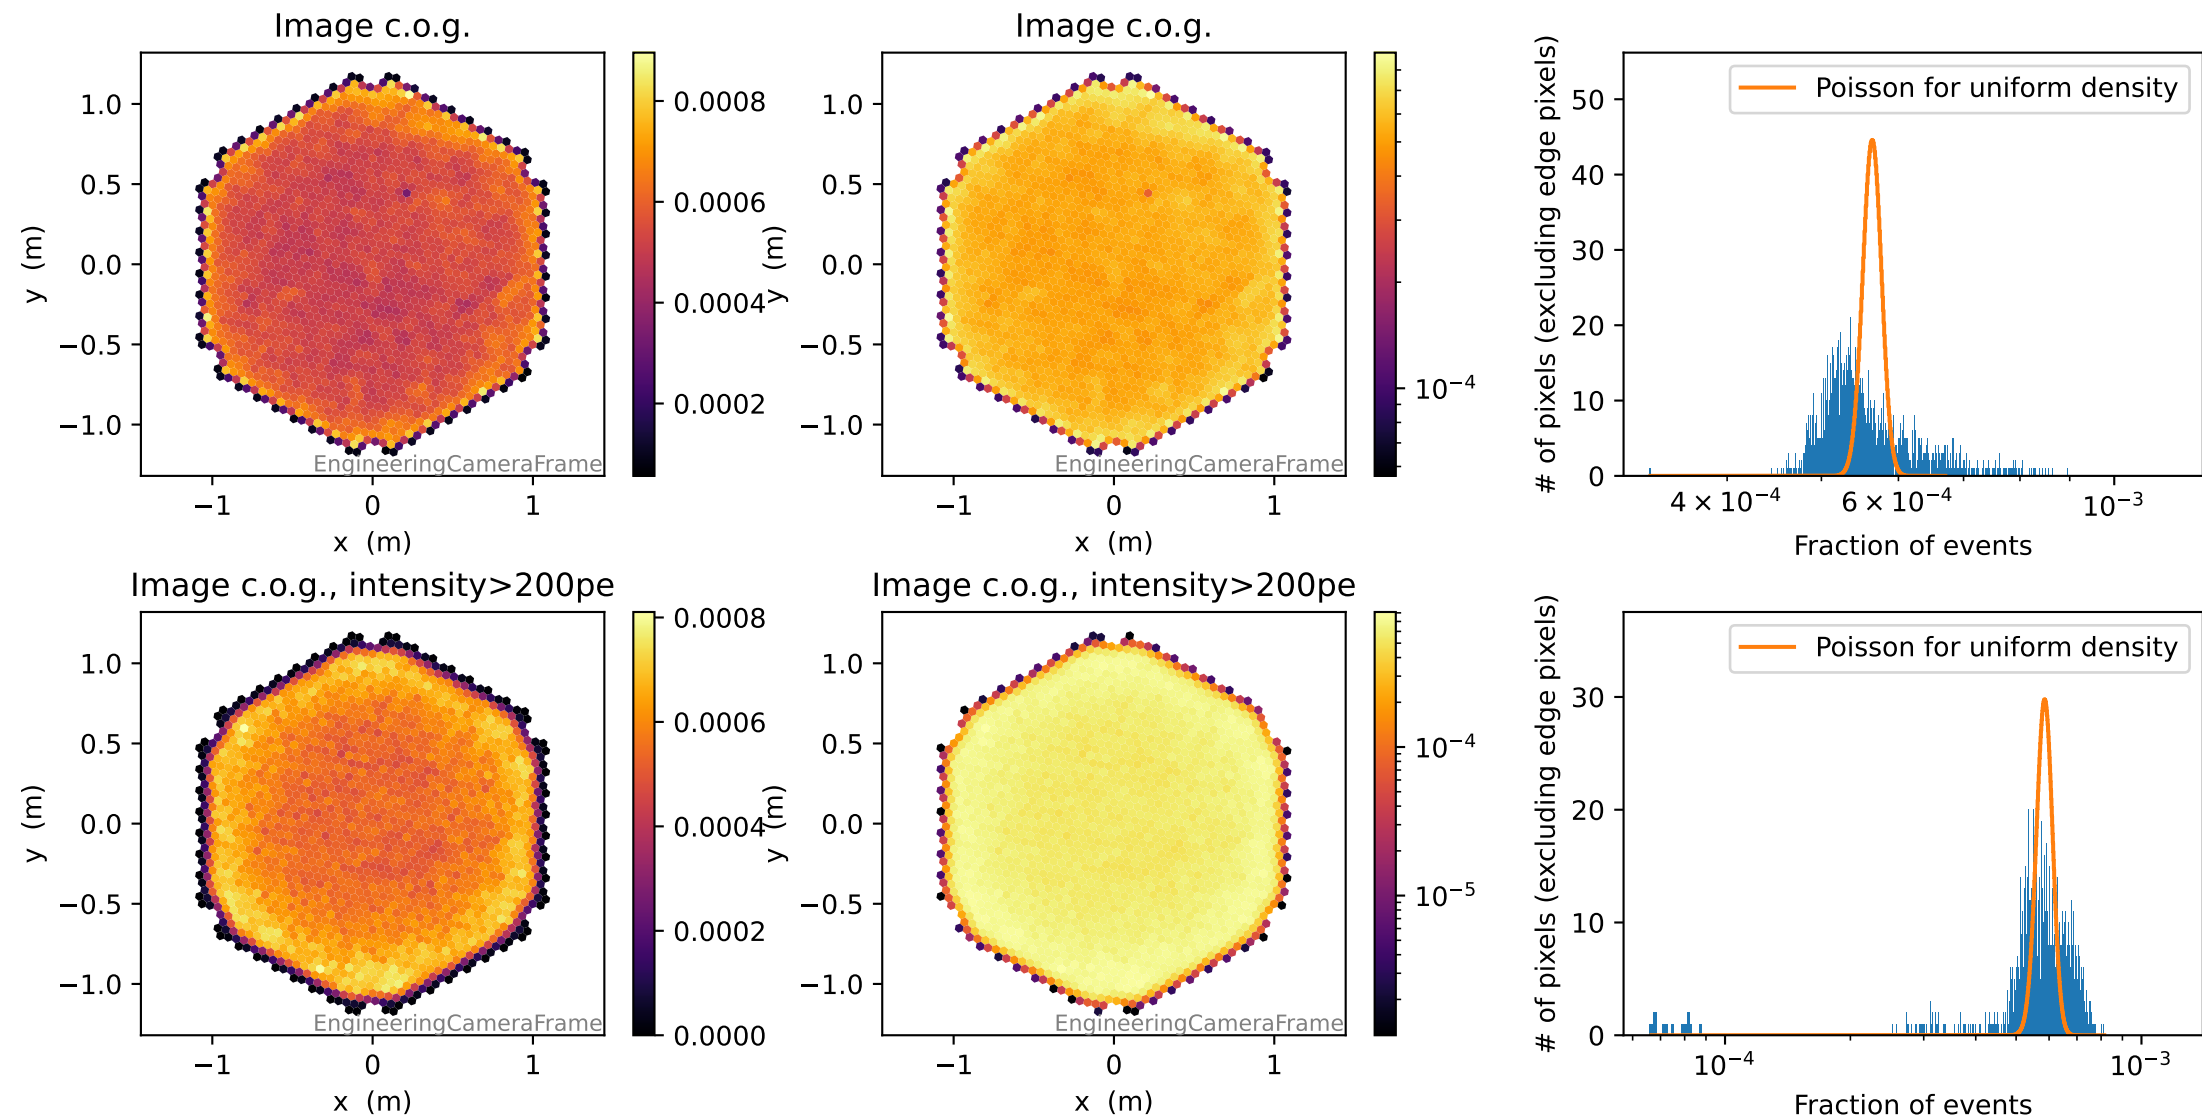 Image c.o.g.
1.0
0.5
0.0
−0.5
−1.0
y (m)
−1
0
1
x (m)
EngineeringCameraFrame
0.0008
0.0006
0.0004
0.0002
Image c.o.g.
1.0
0.5
0.0
−0.5
−1.0
y (m)
−1
0
1
x (m)
EngineeringCameraFrame
10⁻⁴
Poisson for uniform density
# of pixels (excluding edge pixels)
50
40
30
20
10
0
4 × 10⁻⁴
6 × 10⁻⁴
10⁻³
Fraction of events
Image c.o.g., intensity>200pe
1.0
0.5
0.0
−0.5
−1.0
y (m)
−1
0
1
x (m)
EngineeringCameraFrame
0.0008
0.0006
0.0004
0.0002
0.0000
Image c.o.g., intensity>200pe
1.0
0.5
0.0
−0.5
−1.0
y (m)
−1
0
1
x (m)
EngineeringCameraFrame
10⁻⁴
10⁻⁵
Poisson for uniform density
# of pixels (excluding edge pixels)
30
20
10
0
10⁻⁴
10⁻³
Fraction of events